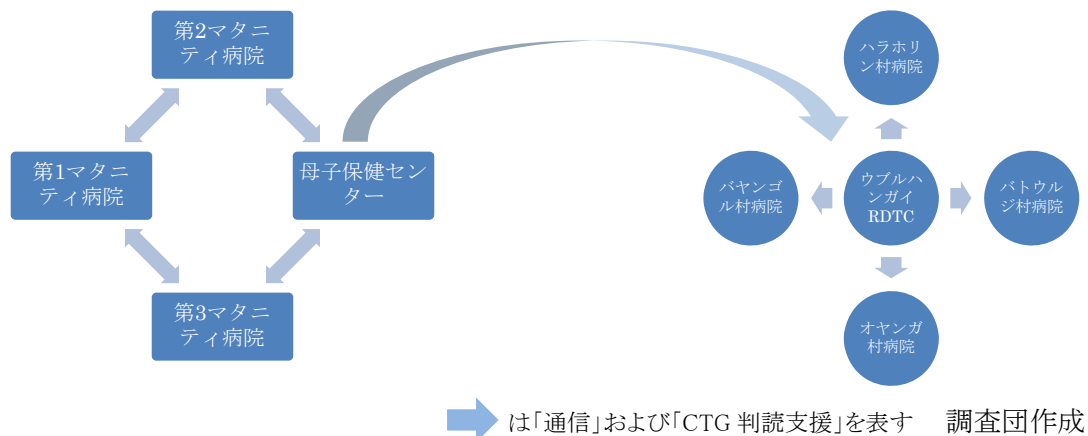 第2マタニ
ティ病院
第1マタニ
ティ病院
母子保健セン
ター
第3マタニ
ティ病院
ハラホリ
ン村病院
バヤンゴ
ル村病院
ウブルハ
ンガイ
RDTC
バトウル
ジ村病院
オヤンガ
村病院
は「通信」および「CTG 判読支援」を表す 調査団作成